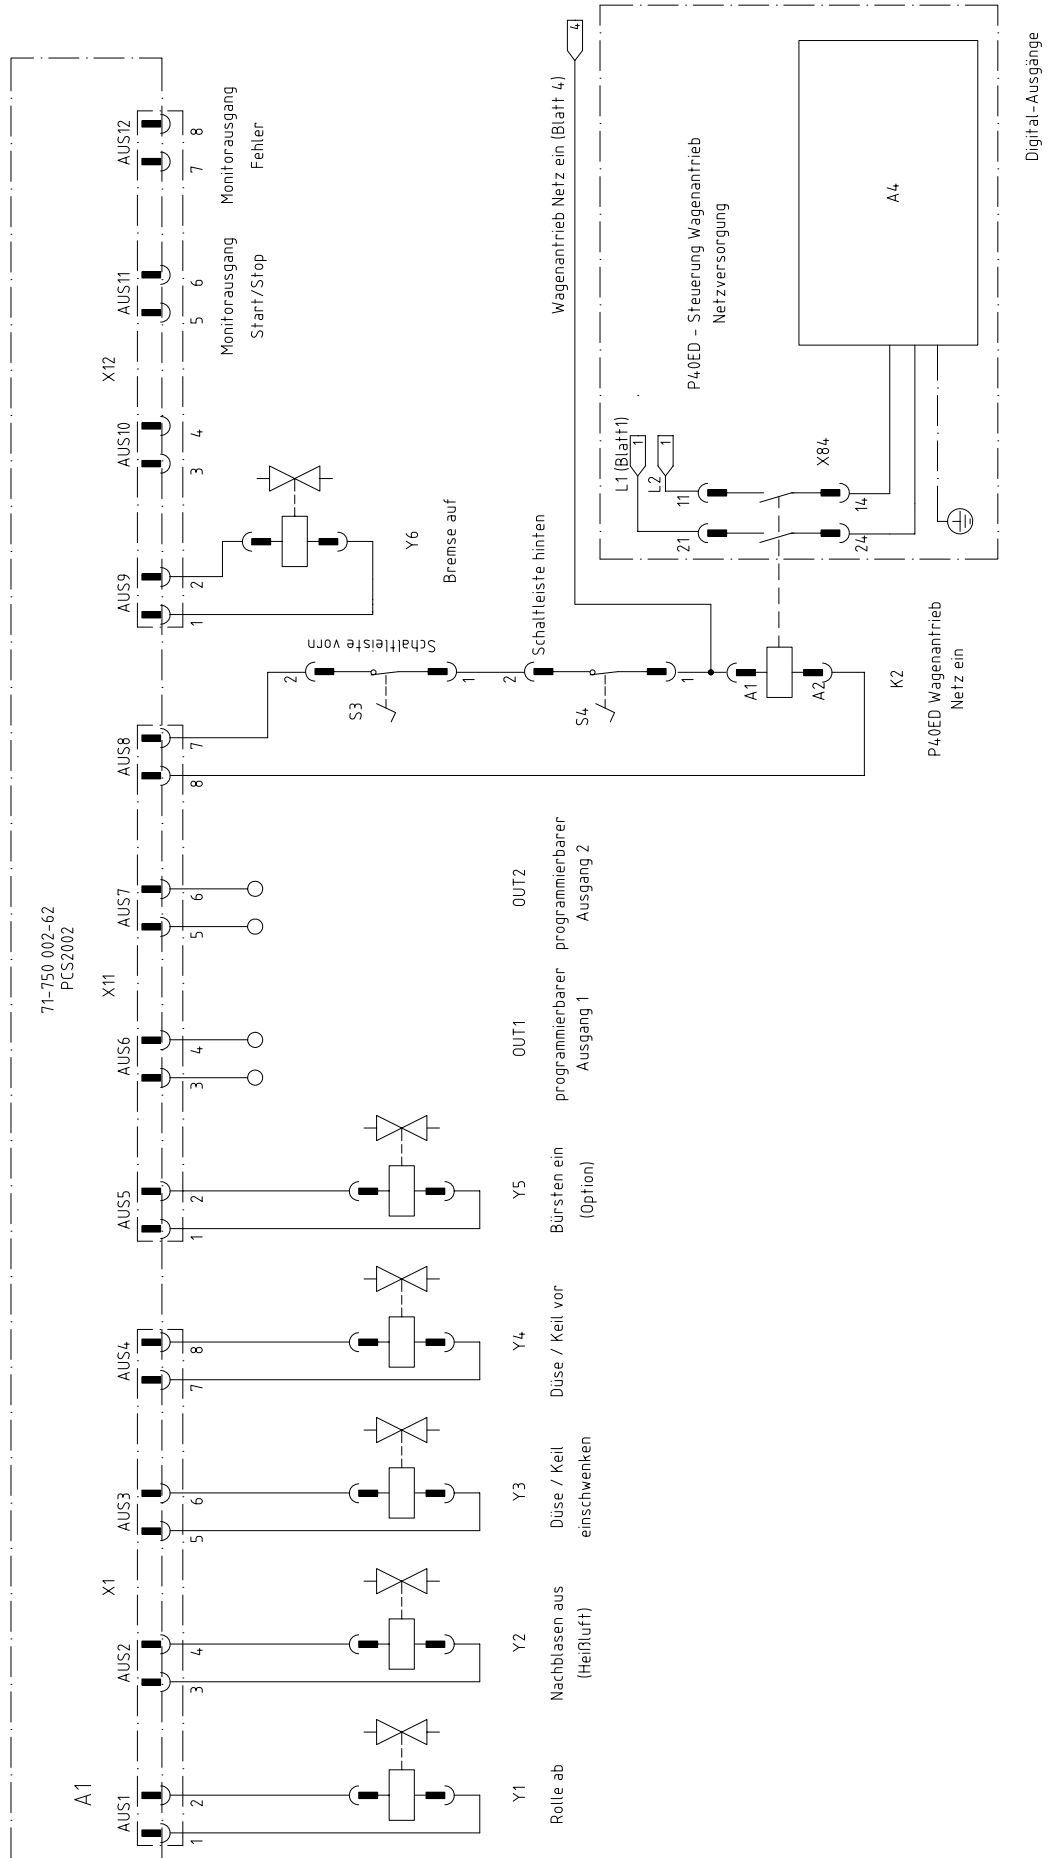 A1
71-750 002-62
PCS2002
X1
X11
X12
AUS1
AUS2
AUS3
AUS4
AUS5
AUS6
AUS7
AUS8
AUS9
AUS10
AUS11
AUS12
1
2
3
4
5
6
7
8
1
2
3
4
5
6
8
7
1
2
3
4
5
6
7
8
Monitorausgang
Start/Stop
Monitorausgang
Fehler
Y1
Rolle ab
Y2
Nachblasen aus
(Heißluft)
Y3
Düse / Keil
einschwenken
Y4
Düse / Keil vor
Y5
Bürsten ein
(Option)
OUT1
programmierbarer
Ausgang 1
OUT2
programmierbarer
Ausgang 2
Y6
Bremse auf
2
S3
1
Schaltleiste vorn
2
S4
1
Schaltleiste hinten
A1
A2
K2
P40ED Wagenantrieb
Netz ein
Wagenantrieb Netz ein (Blatt 4)
4
L1 (Blatt1)
1
L2
1
21
11
24
14
X84
P40ED - Steuerung Wagenantrieb
Netzversorgung
A4
Digital-Ausgänge